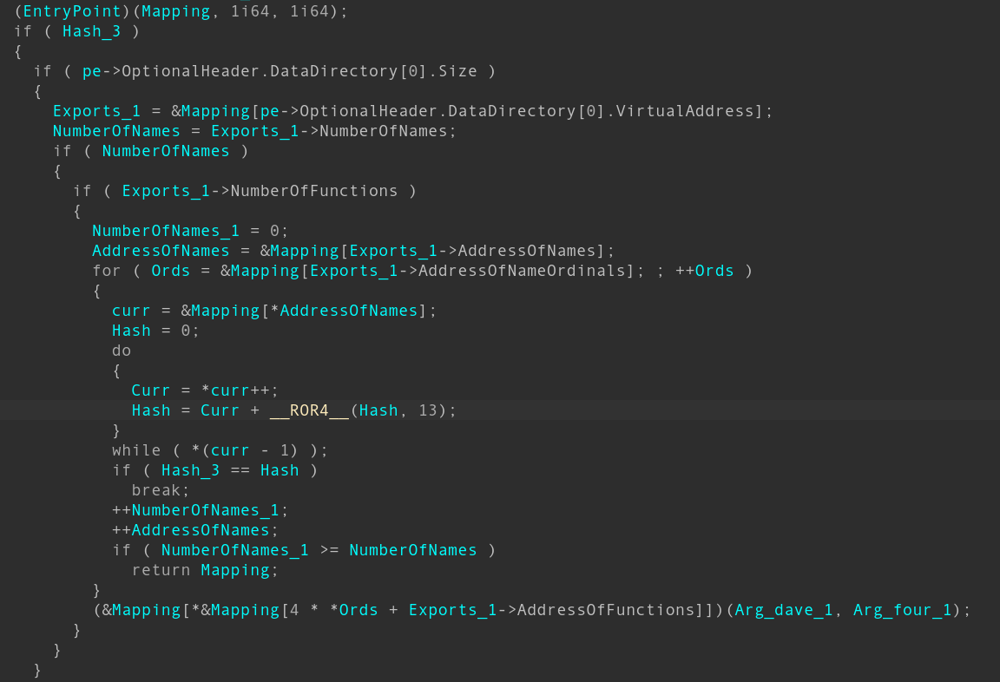 (EntryPoint)(Mapping, 1i64, 1i64);
if ( Hash_3 )
{
  if ( pe->OptionalHeader.DataDirectory[0].Size )
  {
    Exports_1 = &Mapping[pe->OptionalHeader.DataDirectory[0].VirtualAddress];
    NumberOfNames = Exports_1->NumberOfNames;
    if ( NumberOfNames )
    {
      if ( Exports_1->NumberOfFunctions )
      {
        NumberOfNames_1 = 0;
        AddressOfNames = &Mapping[Exports_1->AddressOfNames];
        for ( Ords = &Mapping[Exports_1->AddressOfNameOrdinals]; ; ++Ords )
        {
          curr = &Mapping[*AddressOfNames];
          Hash = 0;
          do
          {
            Curr = *curr++;
            Hash = Curr + __ROR4__(Hash, 13);
          }
          while ( *(curr - 1) );
          if ( Hash_3 == Hash )
            break;
          ++NumberOfNames_1;
          ++AddressOfNames;
          if ( NumberOfNames_1 >= NumberOfNames )
            return Mapping;
        }
        (&Mapping[*&Mapping[4 * *Ords + Exports_1->AddressOfFunctions]])(Arg_dave_1, Arg_four_1);
      }
    }
  }